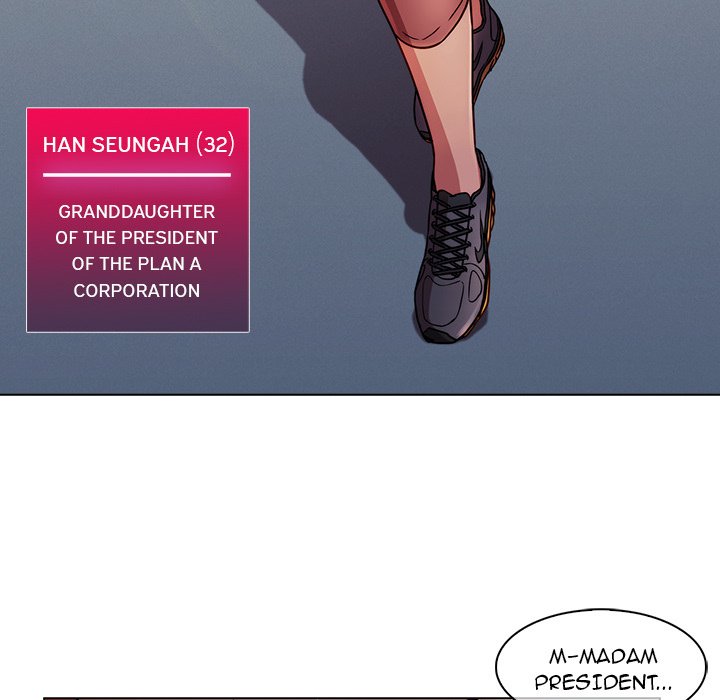 HAN SEUNGAH (32)
GRANDDAUGHTER
OF THE PRESIDENT
OF THE PLAN A
CORPORATION
M-MADAM
PRESIDENT...